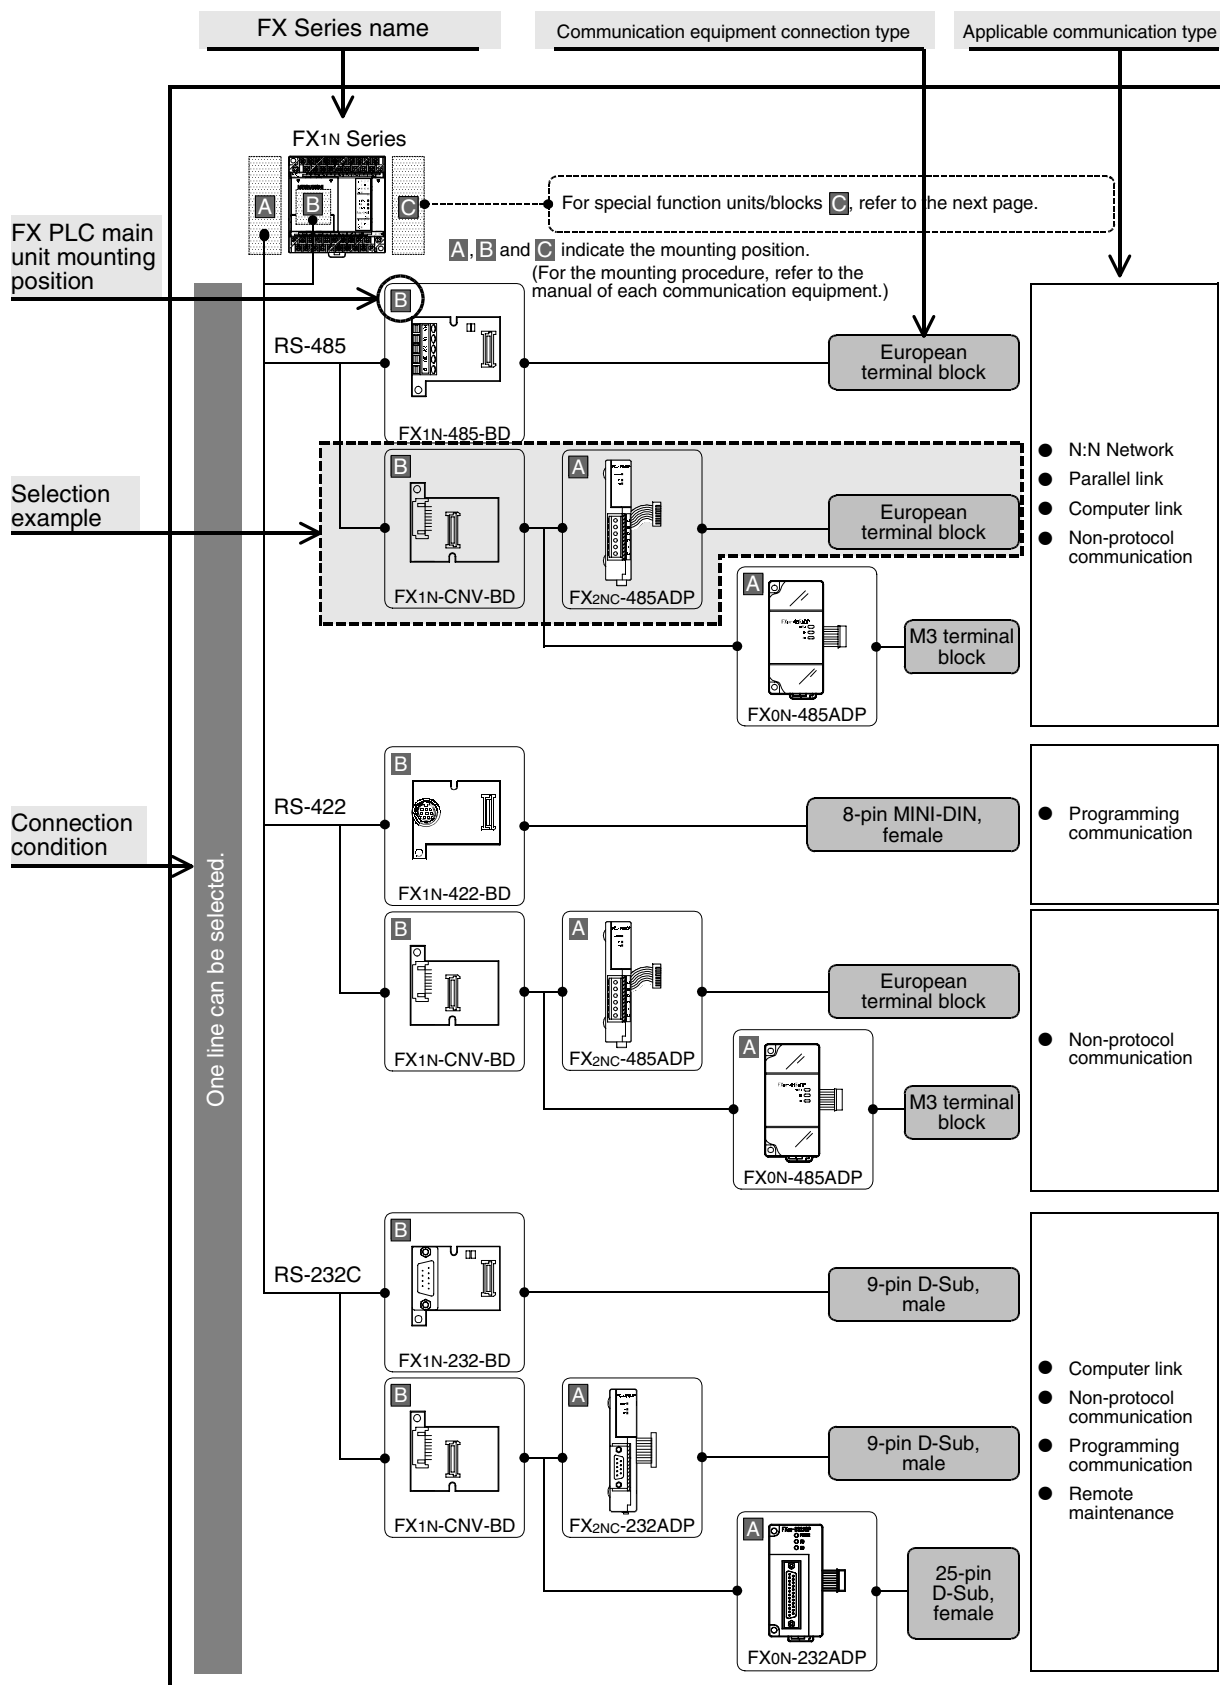 FX Series name
Communication equipment connection type
Applicable communication type
FX1N Series
A
B
C
For special function units/blocks C, refer to the next page.
A, B and C indicate the mounting position.
(For the mounting procedure, refer to the
manual of each communication equipment.)
FX PLC main
unit mounting
position
B
RS-485
FX1N-485-BD
European
terminal block
Selection
example
B
FX1N-CNV-BD
A
FX2NC-485ADP
European
terminal block
A
FX0N-485ADP
M3 terminal
block
● N:N Network
● Parallel link
● Computer link
● Non-protocol
communication
Connection
condition
One line can be selected.
RS-422
B
FX1N-422-BD
8-pin MINI-DIN,
female
● Programming
communication
B
FX1N-CNV-BD
A
FX2NC-485ADP
European
terminal block
A
FX0N-485ADP
M3 terminal
block
● Non-protocol
communication
RS-232C
B
FX1N-232-BD
9-pin D-Sub,
male
B
FX1N-CNV-BD
A
FX2NC-232ADP
9-pin D-Sub,
male
A
FX0N-232ADP
25-pin
D-Sub,
female
● Computer link
● Non-protocol
communication
● Programming
communication
● Remote
maintenance